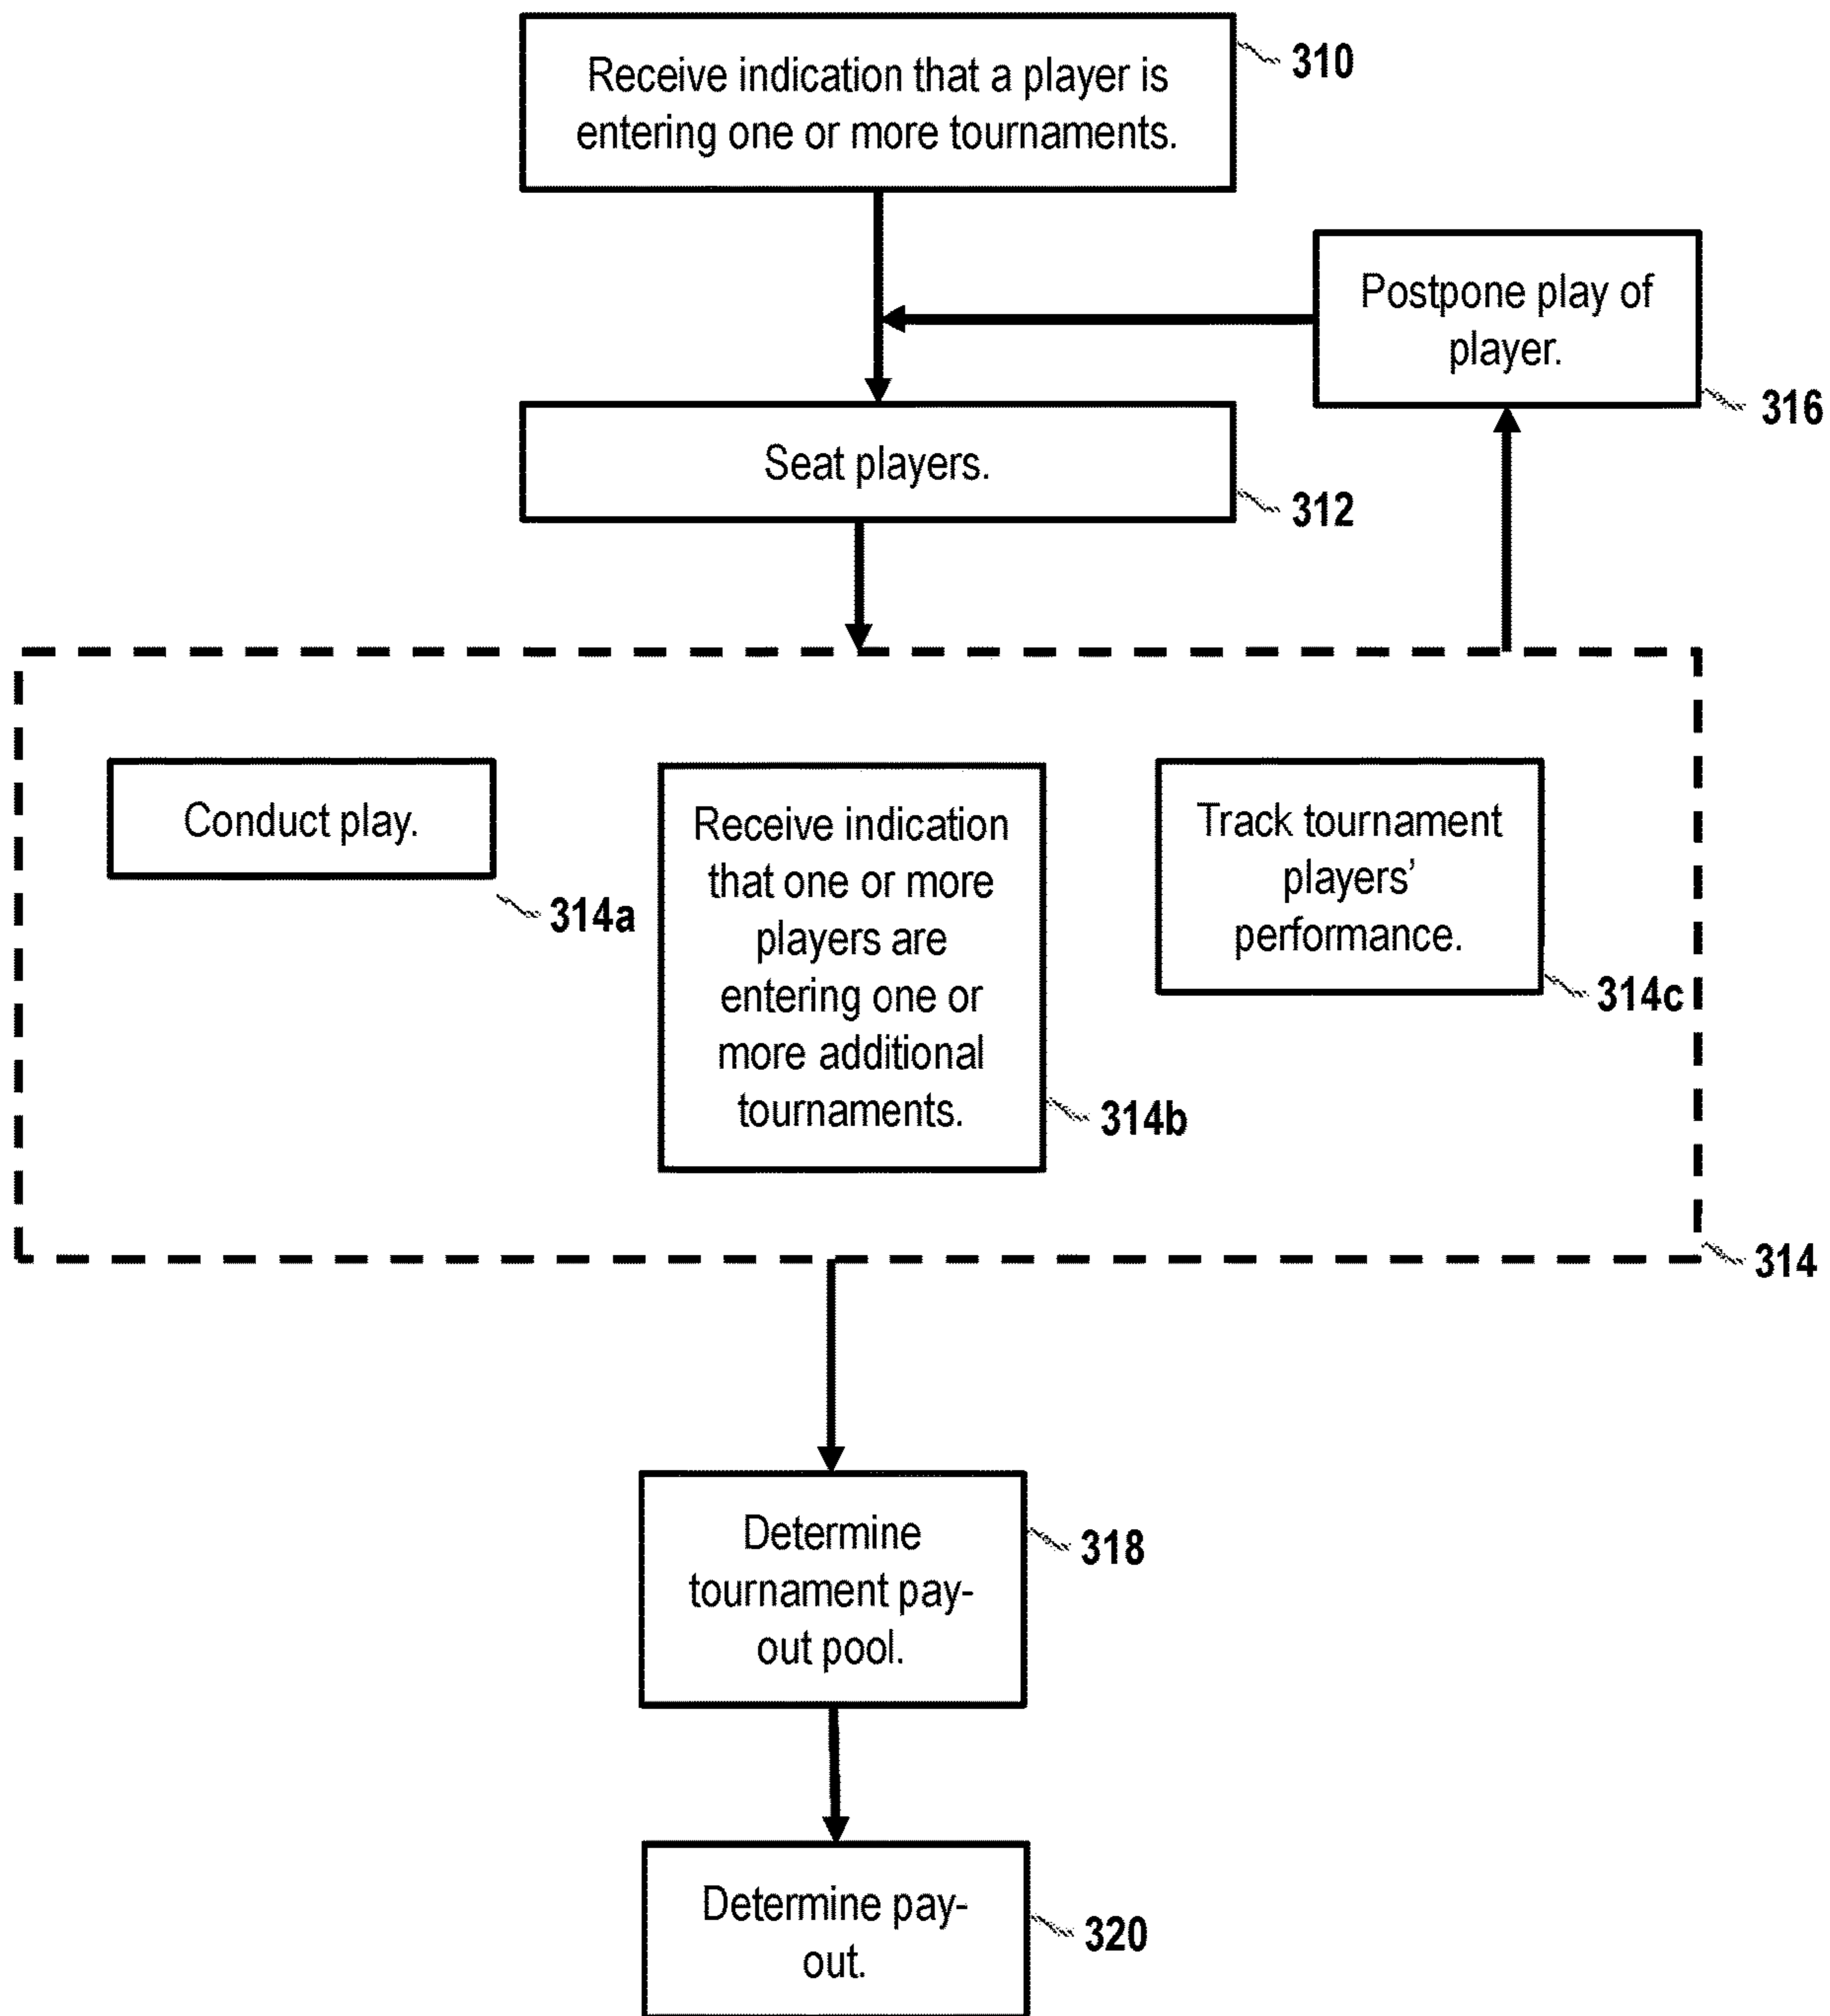 Receive indication that a player is
entering one or more tournaments.
310
Postpone play of
player.
316
Seat players.
312
Conduct play.
314a
Receive indication
that one or more
players are
entering one or
more additional
tournaments.
314b
Track tournament
players'
performance.
314c
314
Determine
tournament pay-
out pool.
318
Determine pay-
out.
320